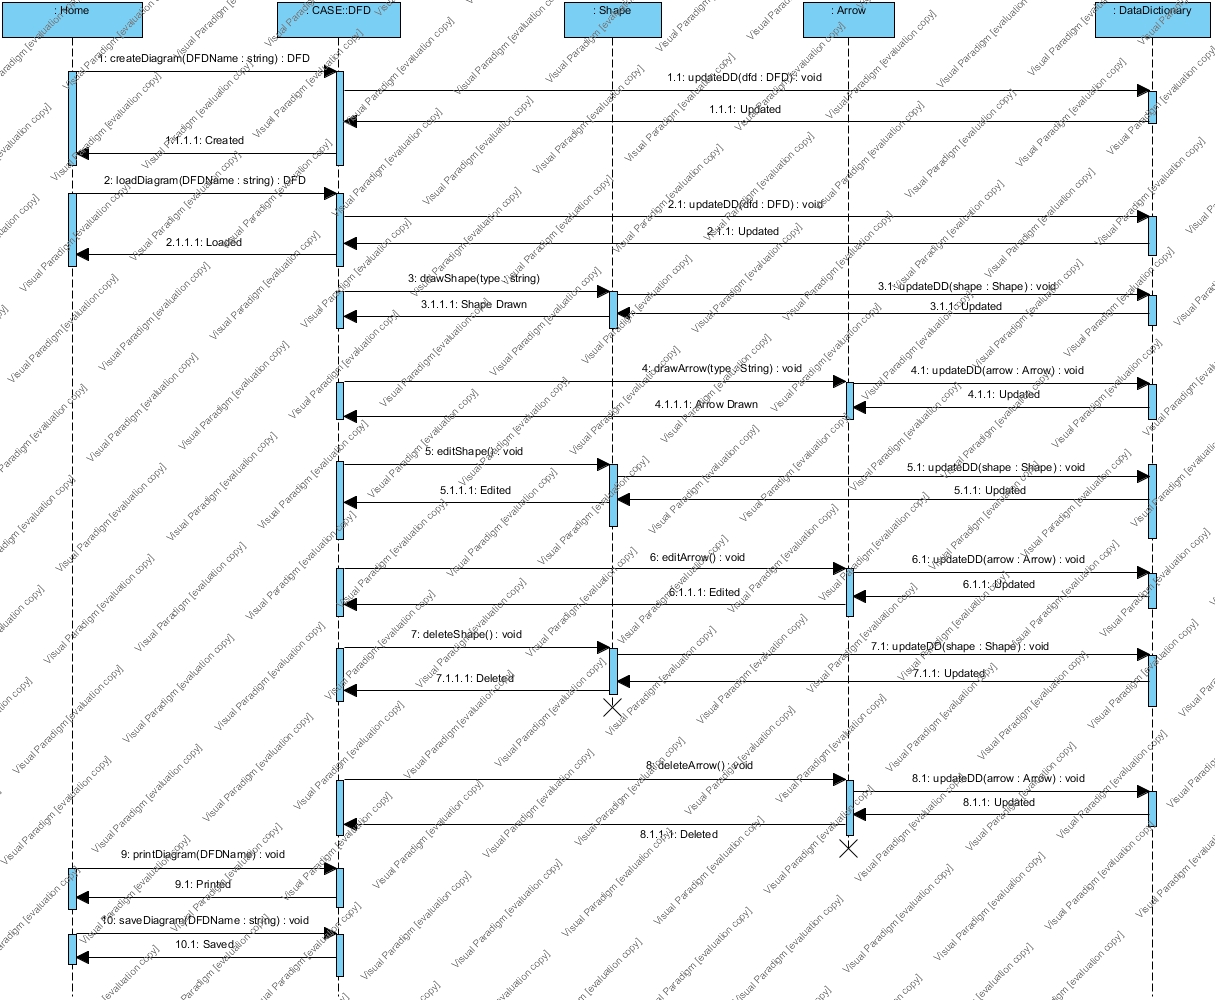 : Home
CASE::DFD
: Shape
: Arrow
: DataDictionary
1: createDiagram(DFDName : string) : DFD
1.1: updateDD(dfd : DFD): void
1.1.1: Updated
1.1.1.1: Created
2: loadDiagram(DFDName : string) : DFD
2.1: updateDD(dfd : DFD) : void
2.1.1: Updated
2.1.1.1: Loaded
3: drawShape(type : string)
3.1: updateDD(shape : Shape) : void
3.1.1.1: Shape Drawn
3.1.1: Updated
4: drawArrow(type : String) : void
4.1: updateDD(arrow : Arrow) : void
4.1.1: Updated
4.1.1.1: Arrow Drawn
5: editShape() : void
5.1: updateDD(shape : Shape) : void
5.1.1.1: Edited
5.1.1: Updated
6: editArrow() : void
6.1: updateDD(arrow : Arrow) : void
6.1.1: Updated
6.1.1.1: Edited
7: deleteShape() : void
7.1: updateDD(shape : Shape) : void
7.1.1: Updated
7.1.1.1: Deleted
8: deleteArrow() : void
8.1: updateDD(arrow : Arrow) : void
8.1.1: Updated
8.1.1.1: Deleted
9: printDiagram(DFDName) : void
9.1: Printed
10: saveDiagram(DFDName : string) : void
10.1: Saved
Visual Paradigm [evaluation copy]